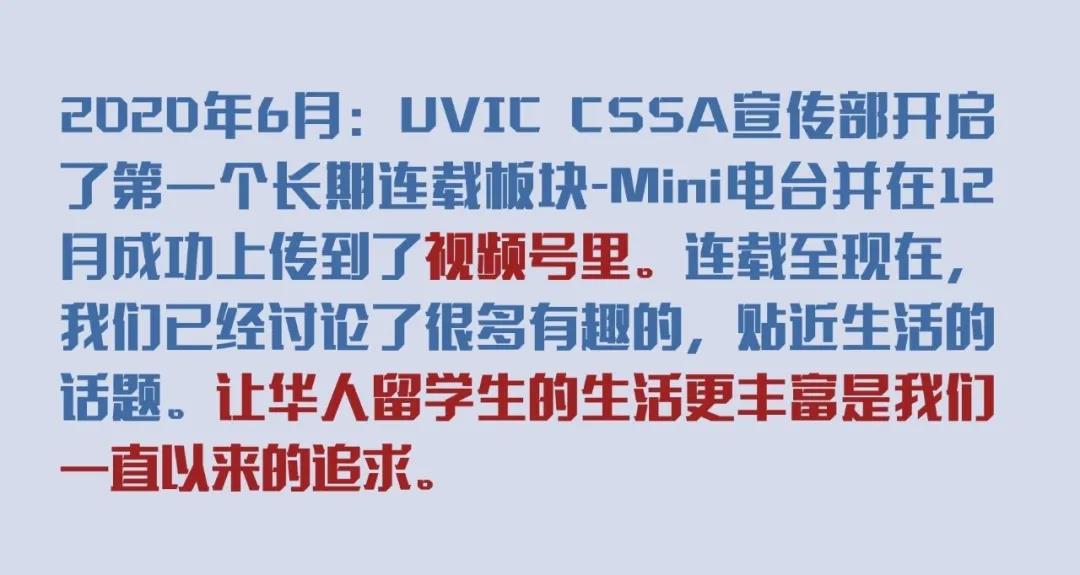 2020年6月：UVIC CSSA宣传部开启
了第一个长期连载板块-Mini电台并在12
月成功上传到了视频号里。连载至现在，
我们已经讨论了很多有趣的，贴近生活的
话题。让华人留学生的生活更丰富是我们
一直以来的追求。